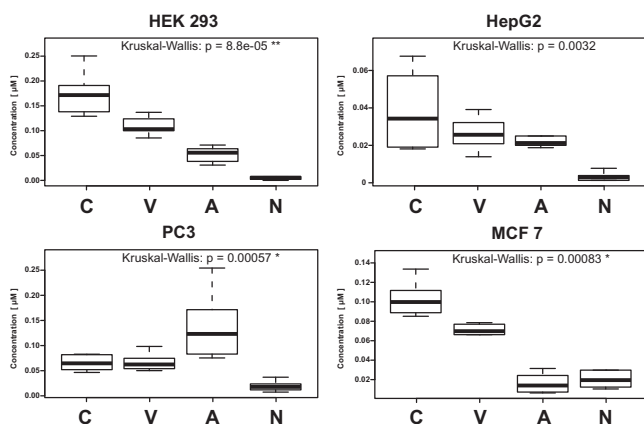 HEK 293
Kruskal-Wallis: p = 8.8e-05 **
Concentration [ µM]
0.25
0.20
0.15
0.10
0.05
0.00
C V A N
HepG2
Kruskal-Wallis: p = 0.0032
Concentration [ µM]
0.06
0.04
0.02
0
C V A N
PC3
Kruskal-Wallis: p = 0.00057 *
Concentration [ µM]
0.25
0.20
0.15
0.10
0.05
0.00
C V A N
MCF 7
Kruskal-Wallis: p = 0.00083 *
Concentration [ µM]
0.14
0.12
0.10
0.08
0.06
0.04
0.02
C V A N